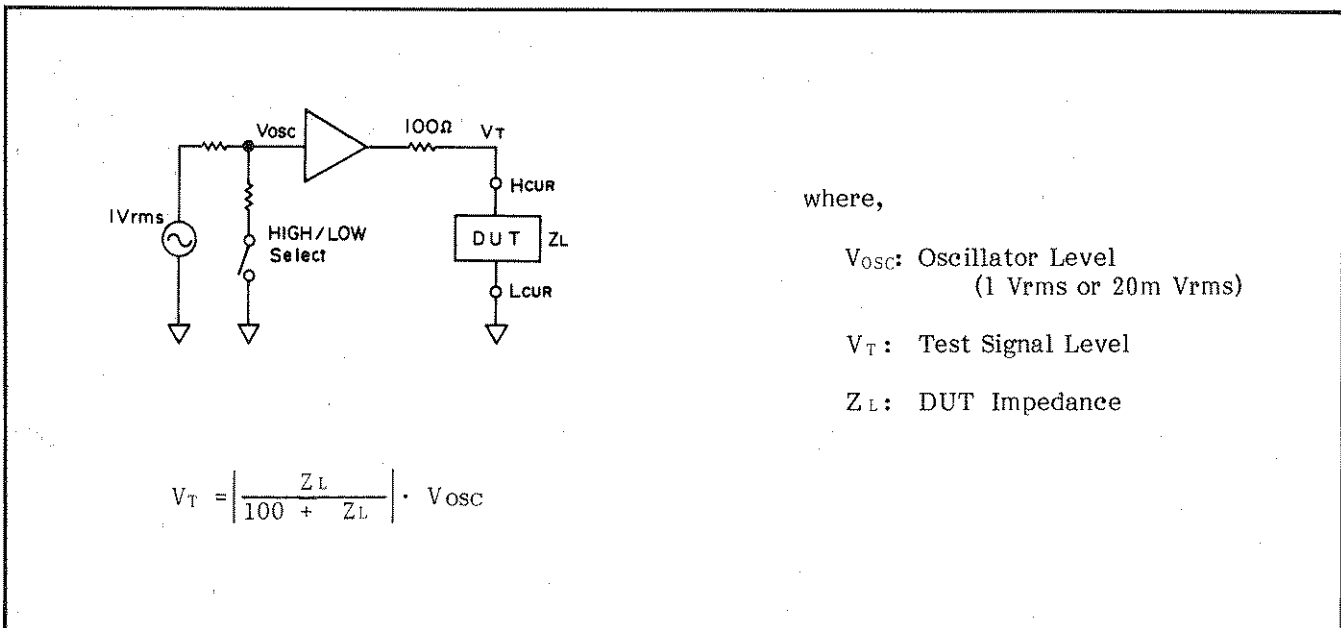 Vosc
100Ω
VT
HCUR
1Vrms
HIGH/LOW
Select
DUT
ZL
LCUR
where,
VOSC: Oscillator Level
(1 Vrms or 20m Vrms)
VT: Test Signal Level
ZL: DUT Impedance
VT = | ZL / 100 + ZL | · VOSC